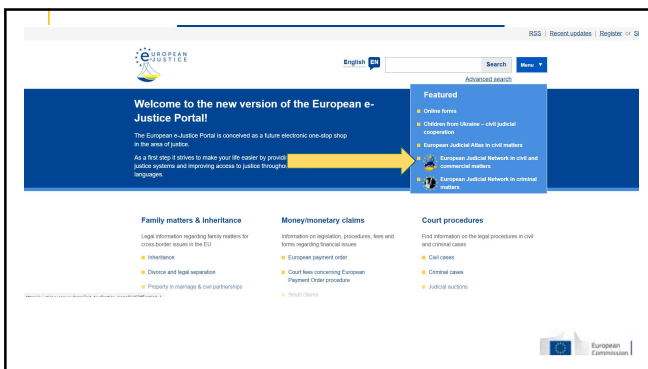 RSS | Recent updates | Register or Si
EUROPEAN
JUSTICE
English EN
Search
Menu ▼
Advanced search
Welcome to the new version of the European e-
Justice Portal!
The European e-Justice Portal is conceived as a future electronic one-stop shop
in the area of justice.
As a first step it strives to make your life easier by providi
justice systems and improving access to justice througho
languages.
Featured
Online forms
Children from Ukraine – civil judicial
cooperation
European Judicial Atlas in civil matters
European Judicial Network in civil and
commercial matters
European Judicial Network in criminal
matters
Family matters & Inheritance
Legal information regarding family matters for
cross-border issues in the EU
Inheritance
Divorce and legal separation
Property in marriage & civil partnerships
Money/monetary claims
Information on legislation, procedures, fees and
forms regarding financial issues
European payment order
Court fees concerning European
Payment Order procedure
Small claims
Court procedures
Find information on the legal procedures in civil
and criminal cases
Civil cases
Criminal cases
Judicial auctions
European
Commission